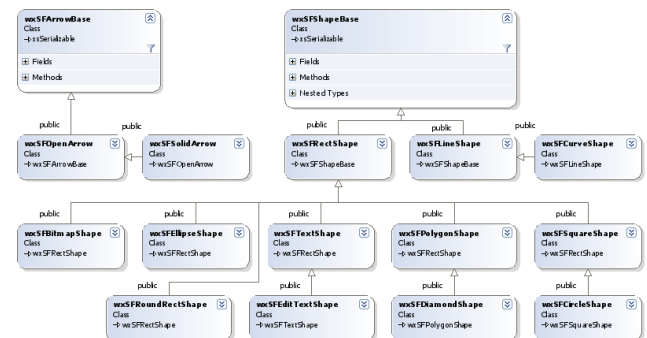 wxSFArrowBase
Class
xsSerializable
Fields
Methods
wxSFShapeBase
Class
xsSerializable
Fields
Methods
Nested Types
public
public
public
public
public
wxSFOpenArrow
Class
wxSFArrowBase
wxSFSolidArrow
Class
wxSFOpenArrow
wxSFRectShape
Class
wxSFShapeBase
wxSFLineShape
Class
wxSFShapeBase
wxSFCurveShape
Class
wxSFLineShape
public
public
public
public
public
wxSFBitmapShape
Class
wxSFRectShape
wxSFEllipseShape
Class
wxSFRectShape
wxSFTextShape
Class
wxSFRectShape
wxSFPolygonShape
Class
wxSFRectShape
wxSFSquareShape
Class
wxSFRectShape
public
public
public
public
wxSFRoundRectShape
Class
wxSFRectShape
wxSFEditTextShape
Class
wxSFTextShape
wxSFDiamondShape
Class
wxSFPolygonShape
wxSFCircleShape
Class
wxSFSquareShape